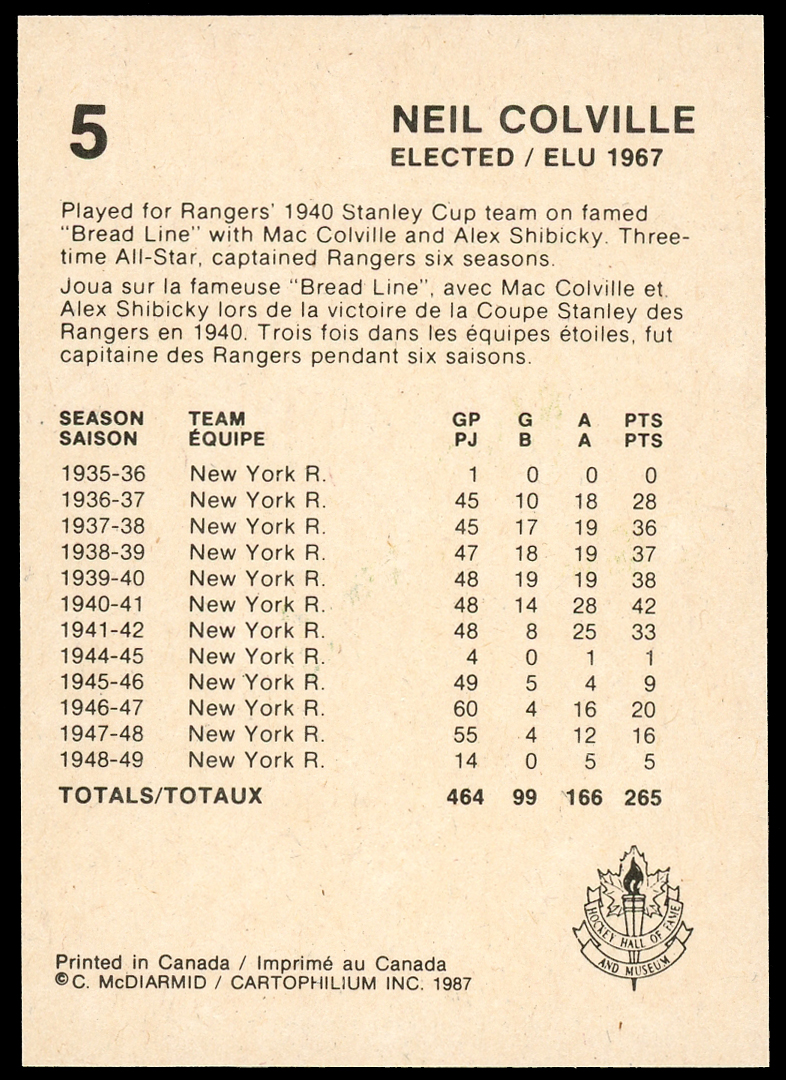 5
NEIL COLVILLE
ELECTED / ELU 1967
Played for Rangers' 1940 Stanley Cup team on famed
"Bread Line" with Mac Colville and Alex Shibicky. Three-
time All-Star, captained Rangers six seasons.
Joua sur la fameuse "Bread Line", avec Mac Colville et
Alex Shibicky lors de la victoire de la Coupe Stanley des
Rangers en 1940. Trois fois dans les équipes étoiles, fut
capitaine des Rangers pendant six saisons.
SEASON TEAM GP G A PTS
SAISON ÉQUIPE PJ B A PTS
1935-36 New York R. 1 0 0 0
1936-37 New York R. 45 10 18 28
1937-38 New York R. 45 17 19 36
1938-39 New York R. 47 18 19 37
1939-40 New York R. 48 19 19 38
1940-41 New York R. 48 14 28 42
1941-42 New York R. 48 8 25 33
1944-45 New York R. 4 0 1 1
1945-46 New York R. 49 5 4 9
1946-47 New York R. 60 4 16 20
1947-48 New York R. 55 4 12 16
1948-49 New York R. 14 0 5 5
TOTALS/TOTAUX 464 99 166 265
HOCKEY HALL OF FAME
AND MUSEUM
Printed in Canada / Imprimé au Canada
© C. McDIARMID / CARTOPHILIUM INC. 1987